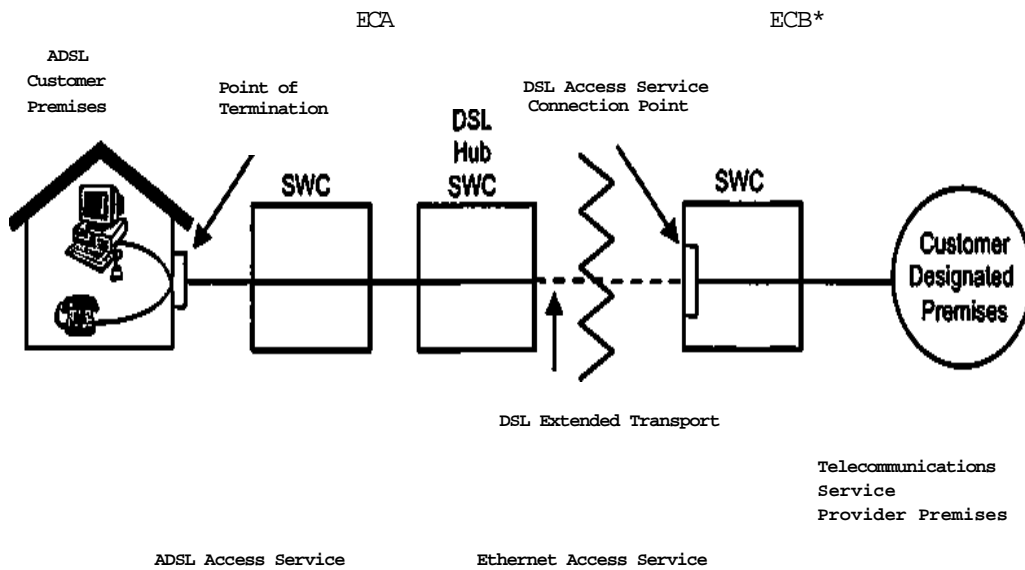 ECA
ECB*
ADSL
Customer
Premises
Point of
Termination
DSL Access Service
Connection Point
SWC
DSL
Hub
SWC
SWC
Customer
Designated
Premises
DSL Extended Transport
Telecommunications
Service
Provider Premises
ADSL Access Service
Ethernet Access Service